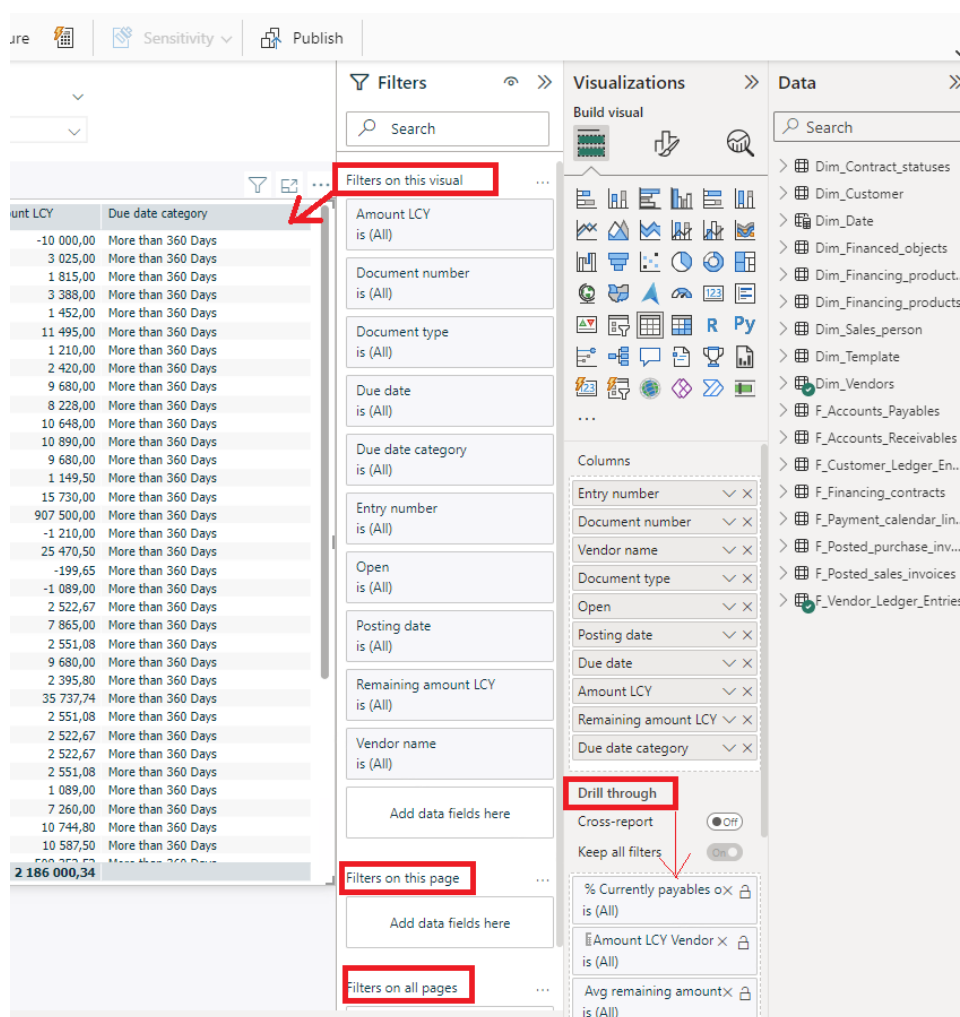 ure
Sensitivity
Publish
unt LCY Due date category
-10 000,00 More than 360 Days
3 025,00 More than 360 Days
1 815,00 More than 360 Days
3 388,00 More than 360 Days
1 452,00 More than 360 Days
11 495,00 More than 360 Days
1 210,00 More than 360 Days
2 420,00 More than 360 Days
9 680,00 More than 360 Days
8 228,00 More than 360 Days
10 648,00 More than 360 Days
10 890,00 More than 360 Days
9 680,00 More than 360 Days
1 149,50 More than 360 Days
15 730,00 More than 360 Days
907 500,00 More than 360 Days
-1 210,00 More than 360 Days
25 470,50 More than 360 Days
-199,65 More than 360 Days
-1 089,00 More than 360 Days
2 522,67 More than 360 Days
7 865,00 More than 360 Days
2 551,08 More than 360 Days
9 680,00 More than 360 Days
2 395,80 More than 360 Days
35 737,74 More than 360 Days
2 551,08 More than 360 Days
2 522,67 More than 360 Days
2 522,67 More than 360 Days
2 551,08 More than 360 Days
1 089,00 More than 360 Days
7 260,00 More than 360 Days
10 744,80 More than 360 Days
10 587,50 More than 360 Days
More than 360 Days
2 186 000,34
Filters
Search
Filters on this visual
Amount LCY
is (All)
Document number
is (All)
Document type
is (All)
Due date
is (All)
Due date category
is (All)
Entry number
is (All)
Open
is (All)
Posting date
is (All)
Remaining amount LCY
is (All)
Vendor name
is (All)
Add data fields here
Filters on this page
Add data fields here
Filters on all pages
Visualizations
Build visual
123
R Py
123
Columns
Entry number
Document number
Vendor name
Document type
Open
Posting date
Due date
Amount LCY
Remaining amount LCY
Due date category
Drill through
Cross-report Off
Keep all filters On
% Currently payables o
is (All)
Amount LCY Vendor
is (All)
Avg remaining amount
is (All)
Data
Search
Dim_Contract_statuses
Dim_Customer
Dim_Date
Dim_Financed_objects
Dim_Financing_product...
Dim_Financing_products
Dim_Sales_person
Dim_Template
Dim_Vendors
F_Accounts_Payables
F_Accounts_Receivables
F_Customer_Ledger_En...
F_Financing_contracts
F_Payment_calendar_lin...
F_Posted_purchase_inv...
F_Posted_sales_invoices
F_Vendor_Ledger_Entries